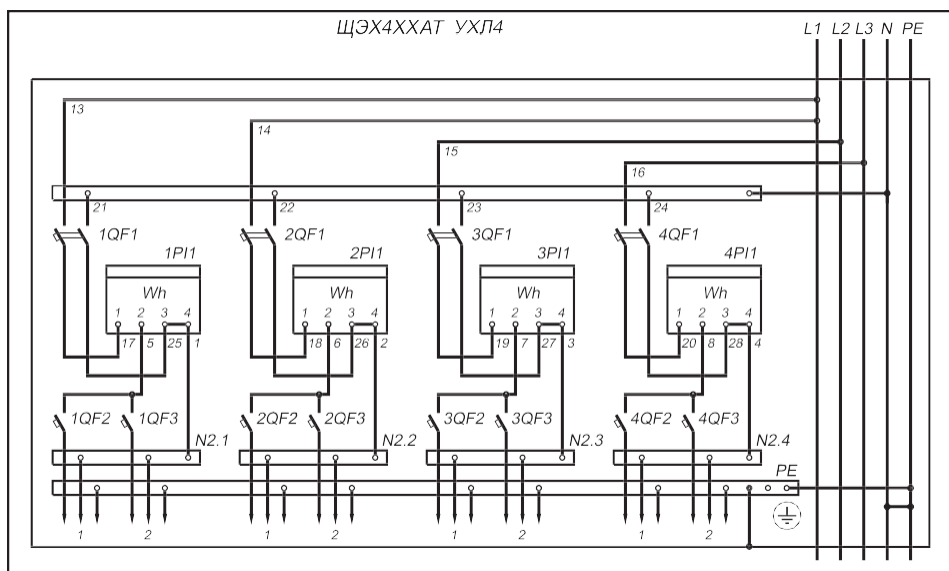 ЩЭХ4ХХАТ УХЛ4
L1 L2 L3 N PE
13
14
15
16
21 22 23 24
1QF1 2QF1 3QF1 4QF1
1PI1 2PI1 3PI1 4PI1
Wh Wh Wh Wh
1 2 3 4 1 2 3 4 1 2 3 4 1 2 3 4
17 5 25 1 18 6 26 2 19 7 27 3 20 8 28 4
1QF2 1QF3 2QF2 2QF3 3QF2 3QF3 4QF2 4QF3
N2.1 N2.2 N2.3 N2.4
PE
1 2 1 2 1 2 1 2